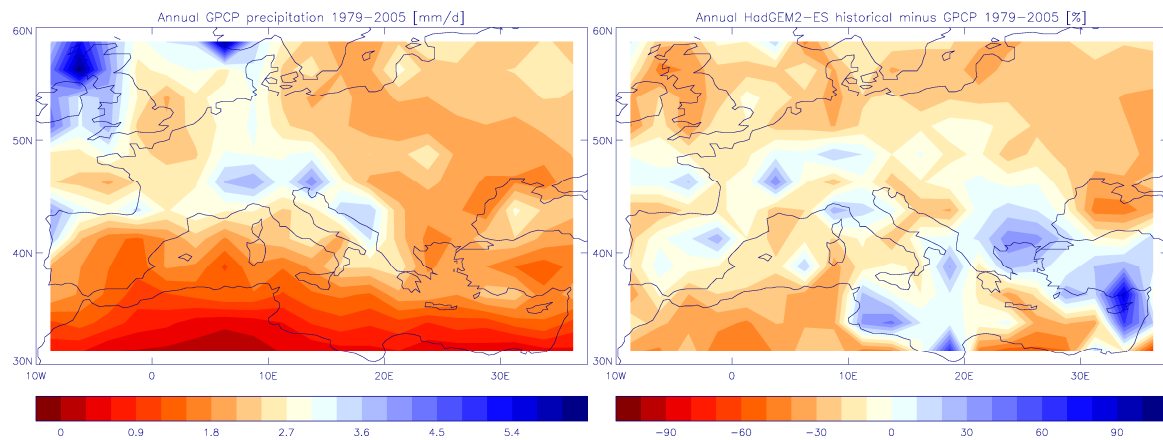 Annual GPCP precipitation 1979-2005 [mm/d]
60N
50N
40N
30N
10W 0 10E 20E 30E
0 0.9 1.8 2.7 3.6 4.5 5.4
Annual HadGEM2-ES historical minus GPCP 1979-2005 [%]
60N
50N
40N
30N
10W 0 10E 20E 30E
-90 -60 -30 0 30 60 90